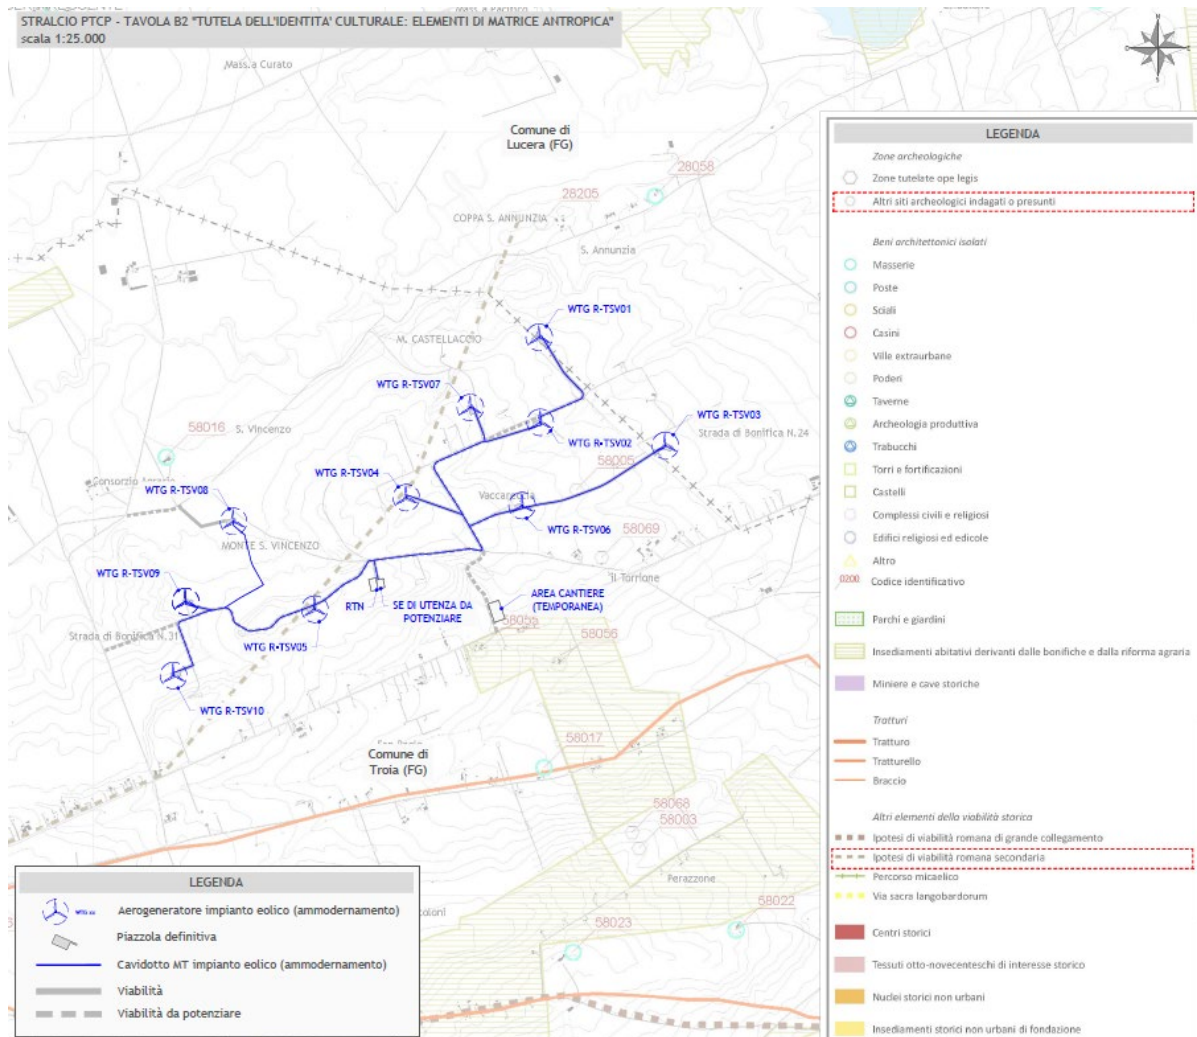 STRALCIO PTCP - TAVOLA B2 "TUTELA DELL'IDENTITA' CULTURALE: ELEMENTI DI MATRICE ANTROPICA"
scala 1:25.000
Mass.a Curato
Comune di
Lucera (FG)
28058
28205
COPPA S. ANNUNZIA
S. Annunzia
WTG R-TSV01
M. CASTELLACCIO
WTG R-TSV07
WTG R-TSV03
Strada di Bonifica N.24
WTG R-TSV02
58016
S. Vincenzo
58005
WTG R-TSV04
Consorzio Agrario
WTG R-TSV08
Vaccareccia
WTG R-TSV06
58069
MONTE S. VINCENZO
Il Torrione
WTG R-TSV09
RTN
SE DI UTENZA DA
POTENZIARE
AREA CANTIERE
(TEMPORANEA)
58055
58056
Strada di Bonifica N.31
WTG R-TSV05
WTG R-TSV10
Comune di
Troia (FG)
58017
58068
58003
Perazzone
58022
58023
LEGENDA
Aerogeneratore impianto eolico (ammodernamento)
Piazzola definitiva
Cavidotto MT impianto eolico (ammodernamento)
Viabilità
Viabilità da potenziare
LEGENDA
Zone archeologiche
Zone tutelate ope legis
Altri siti archeologici indagati o presunti
Beni architettonici isolati
Masserie
Poste
Sciali
Casini
Ville extraurbane
Poderi
Taverne
Archeologia produttiva
Trabucchi
Torri e fortificazioni
Castelli
Complessi civili e religiosi
Edifici religiosi ed edicole
Altro
0200 Codice identificativo
Parchi e giardini
Insediamenti abitativi derivanti dalle bonifiche e dalla riforma agraria
Miniere e cave storiche
Tratturi
Tratturo
Tratturello
Braccio
Altri elementi della viabilità storica
Ipotesi di viabilità romana di grande collegamento
Ipotesi di viabilità romana secondaria
Percorso micaelico
Via sacra langobardorum
Centri storici
Tessuti otto-novecenteschi di interesse storico
Nuclei storici non urbani
Insediamenti storici non urbani di fondazione